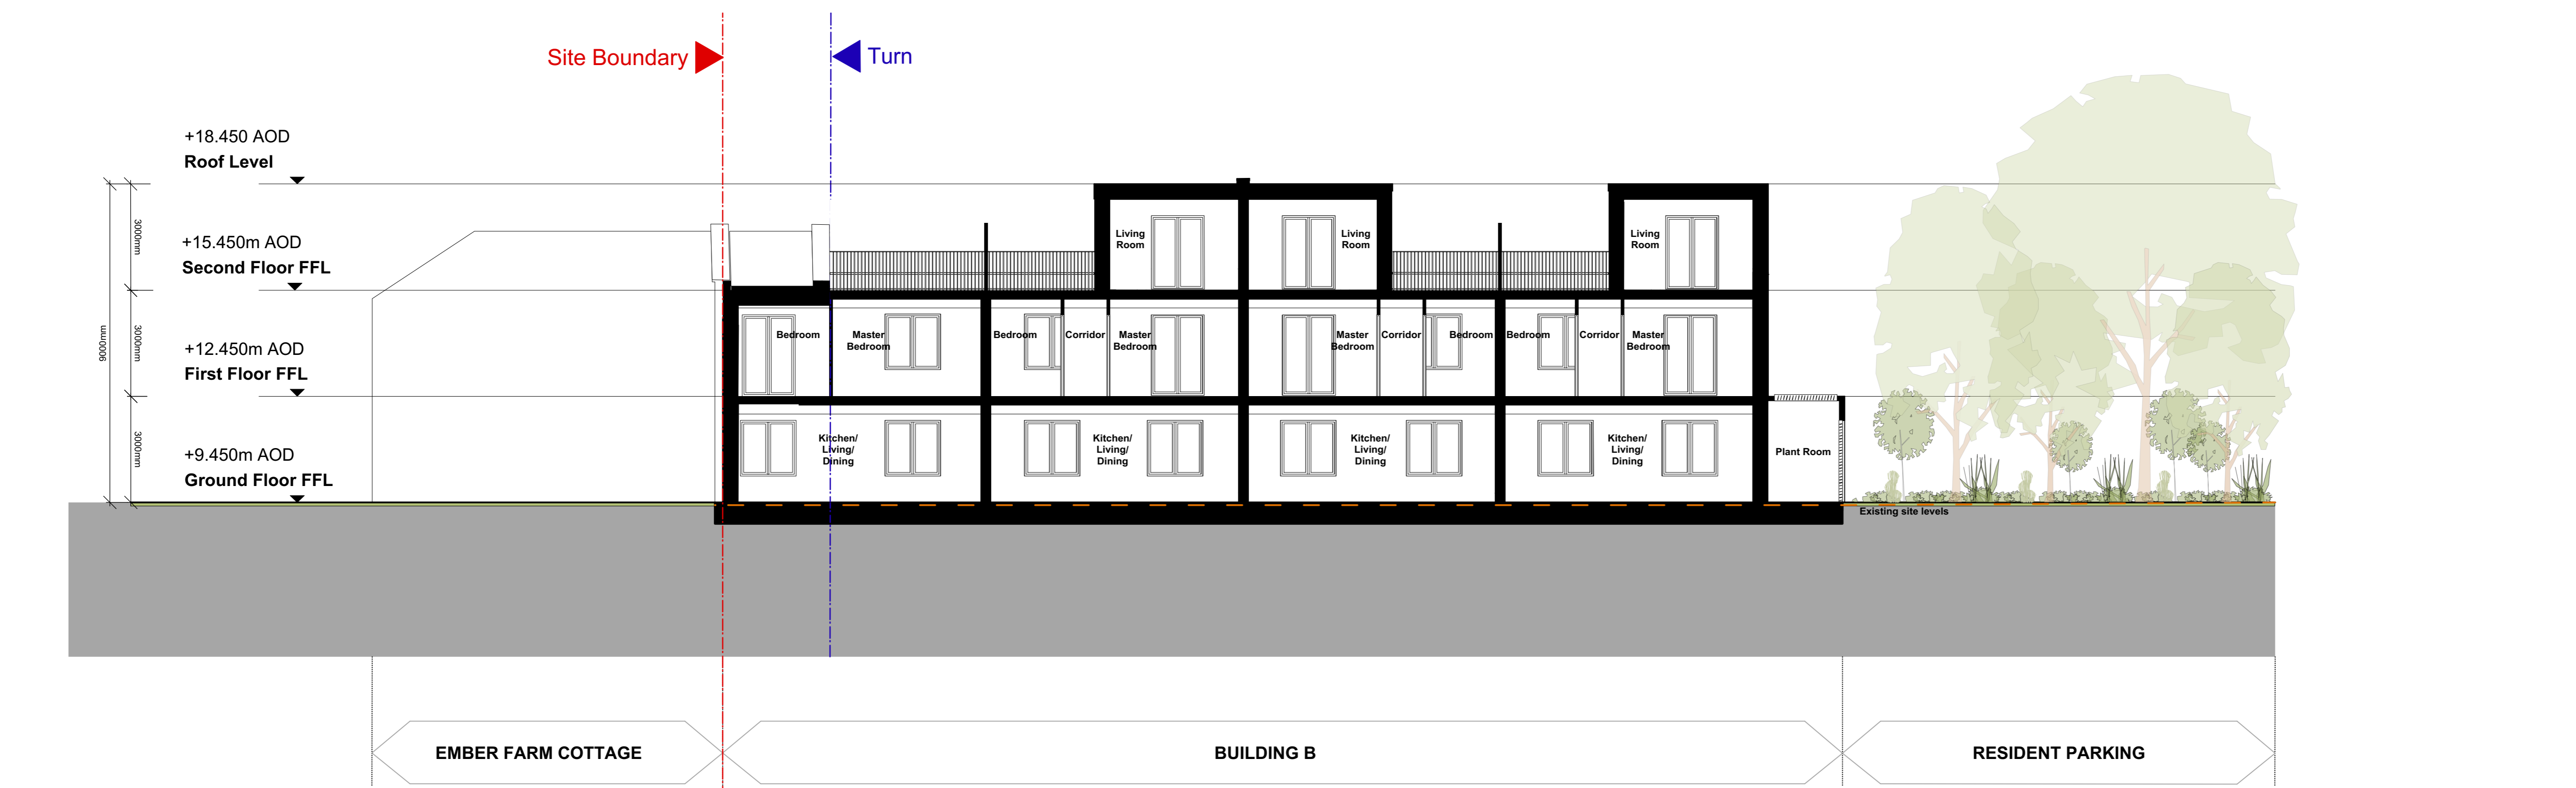 Site Boundary
Turn
+18.450 AOD
Roof Level
+15.450m AOD
Second Floor FFL
+12.450m AOD
First Floor FFL
+9.450m AOD
Ground Floor FFL
3000mm
3000mm
3000mm
9000mm
Living
Room
Living
Room
Living
Room
Bedroom
Master
Bedroom
Bedroom
Corridor
Master
Bedroom
Master
Bedroom
Corridor
Bedroom
Bedroom
Corridor
Master
Bedroom
Kitchen/
Living/
Dining
Kitchen/
Living/
Dining
Kitchen/
Living/
Dining
Kitchen/
Living/
Dining
Plant Room
Existing site levels
EMBER FARM COTTAGE
BUILDING B
RESIDENT PARKING